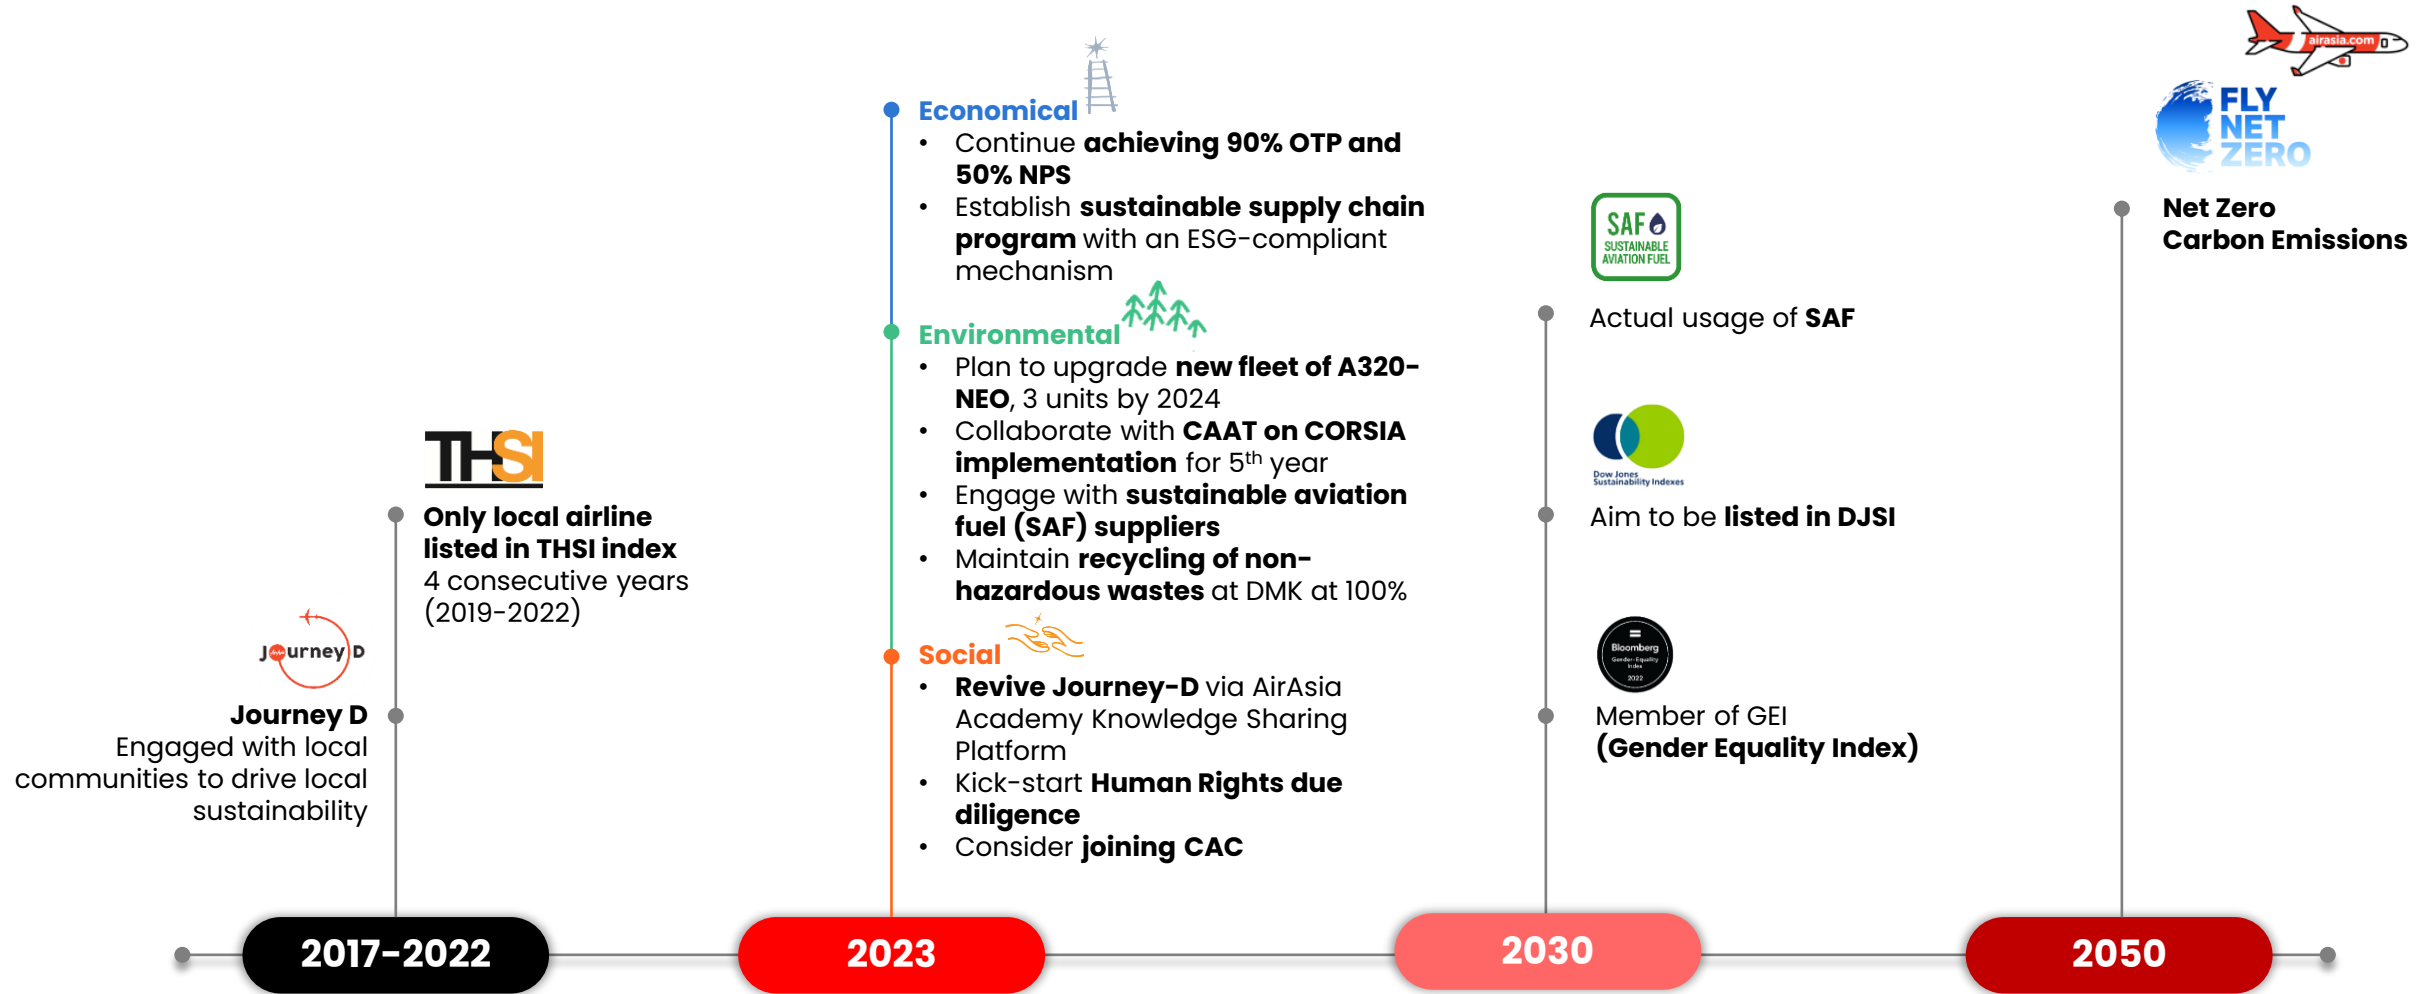 airasia.com
FLY
NET
ZERO
Net Zero
Carbon Emissions
Economical
• Continue achieving 90% OTP and
50% NPS
• Establish sustainable supply chain
program with an ESG-compliant
mechanism
Environmental
• Plan to upgrade new fleet of A320-
NEO, 3 units by 2024
• Collaborate with CAAT on CORSIA
implementation for 5th year
• Engage with sustainable aviation
fuel (SAF) suppliers
• Maintain recycling of non-
hazardous wastes at DMK at 100%
Social
• Revive Journey-D via AirAsia
Academy Knowledge Sharing
Platform
• Kick-start Human Rights due
diligence
• Consider joining CAC
SAF
SUSTAINABLE
AVIATION FUEL
Actual usage of SAF
Dow Jones
Sustainability Indexes
Aim to be listed in DJSI
Bloomberg
Gender-Equality
Index
2022
Member of GEI
(Gender Equality Index)
THSI
Only local airline
listed in THSI index
4 consecutive years
(2019-2022)
Journey D
Journey D
Engaged with local
communities to drive local
sustainability
2017-2022
2023
2030
2050